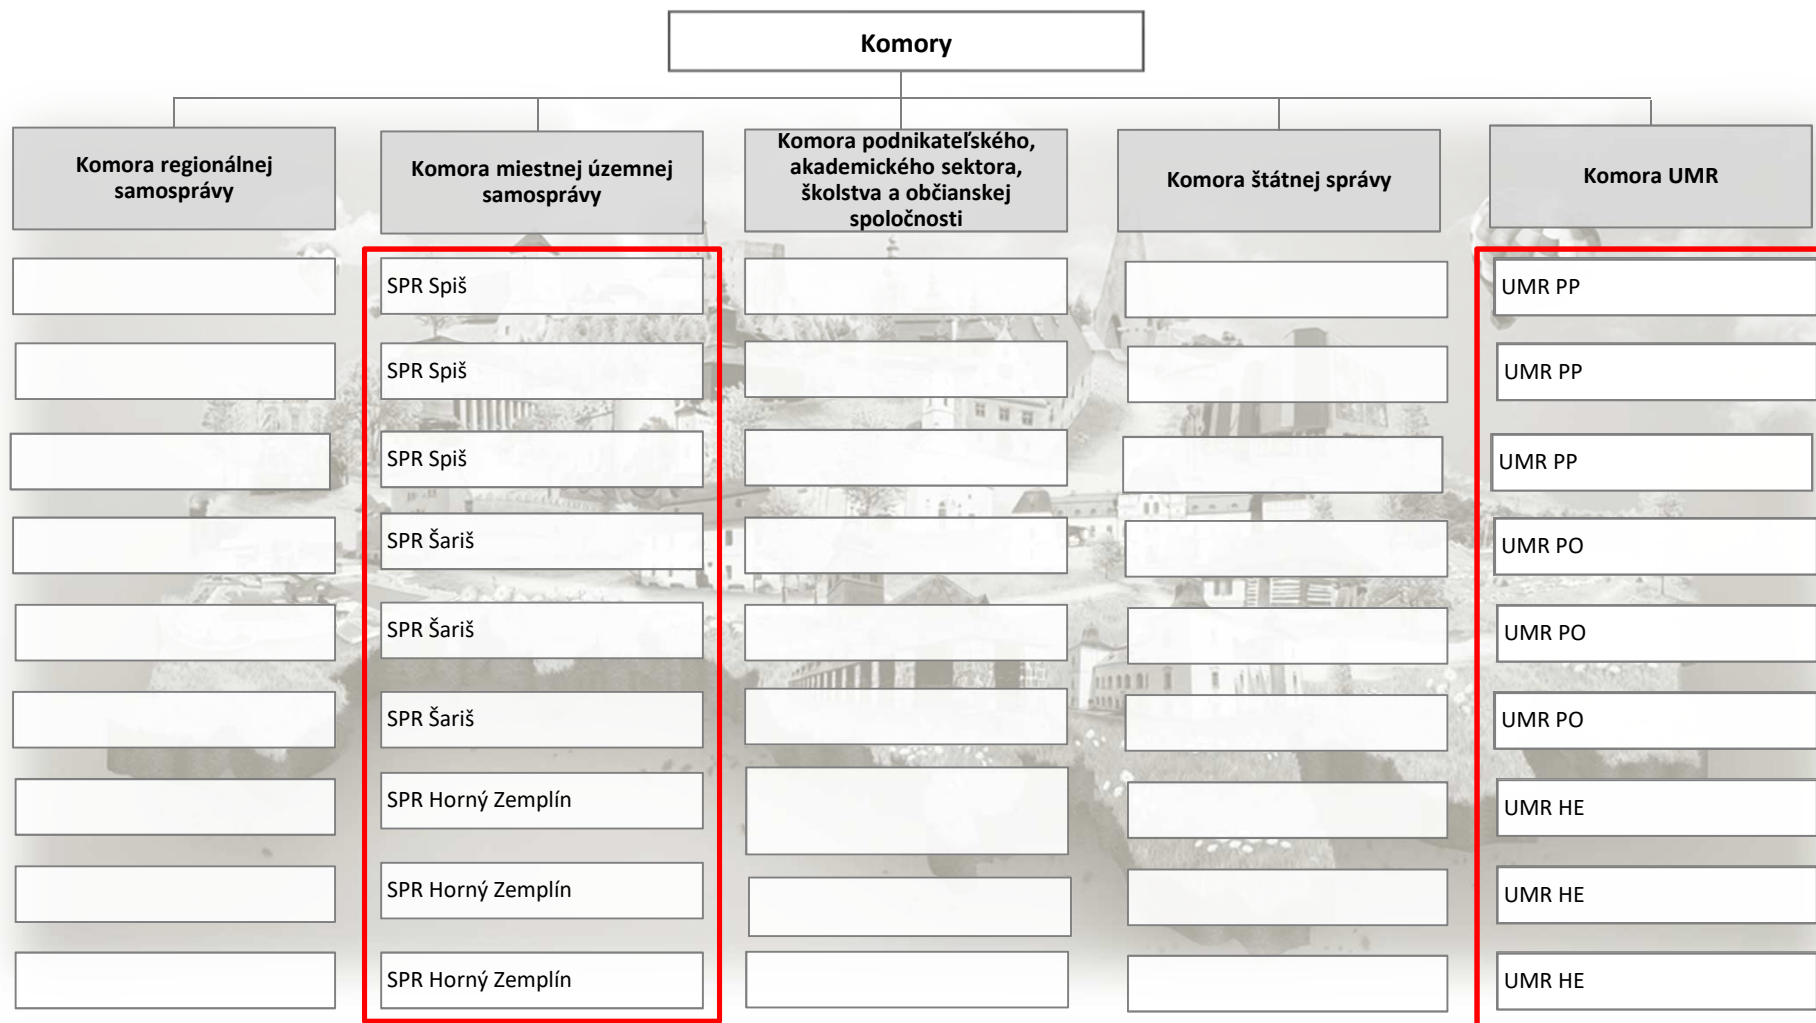 Komory
Komora regionálnej
samosprávy
Komora miestnej územnej
samosprávy
Komora podnikateľského,
akademického sektora,
školstva a občianskej
spoločnosti
Komora štátnej správy
Komora UMR
SPR Spiš
SPR Spiš
SPR Spiš
SPR Šariš
SPR Šariš
SPR Šariš
SPR Horný Zemplín
SPR Horný Zemplín
SPR Horný Zemplín
UMR PP
UMR PP
UMR PP
UMR PO
UMR PO
UMR PO
UMR HE
UMR HE
UMR HE